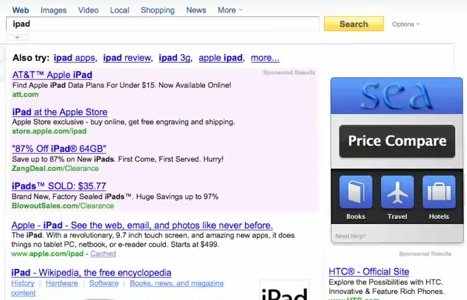 Web Images Video Local Shopping News More
ipad
Search
Options
Also try: ipad apps, ipad review, ipad 3g, apple ipad, more...
Sponsored Results
AT&T™ Apple iPad
Find Apple iPad Data Plans For Under $15. Now Available Online!
att.com
iPad at the Apple Store
Apple Store exclusive - buy online, get free engraving and shipping.
store.apple.com/ipad
"87% Off iPad® 64GB"
Save up to 87% on New iPads. First Come, First Served. Hurry!
ZangDeal.com/Clearance
iPads™ SOLD: $35.77
Brand New, Factory Sealed iPads™. Huge Savings up to 97%
BlowoutSales.com/Clearance
Apple - iPad - See the web, email, and photos like never before.
The iPad. With a revolutionary, 9.7 inch touch screen, and amazing new apps, it does
things no tablet PC, netbook, or e-reader could. Starts at $499.
www.apple.com/ipad - Cached
iPad - Wikipedia, the free encyclopedia
History | Hardware | Software | Books, news, and magazine
content
iPad
sea
Price Compare
Books Travel Hotels
Need Help?
Sponsored Results
HTC® - Official Site
Explore the Possibilities with HTC.
Innovative & Feature Rich Phones.